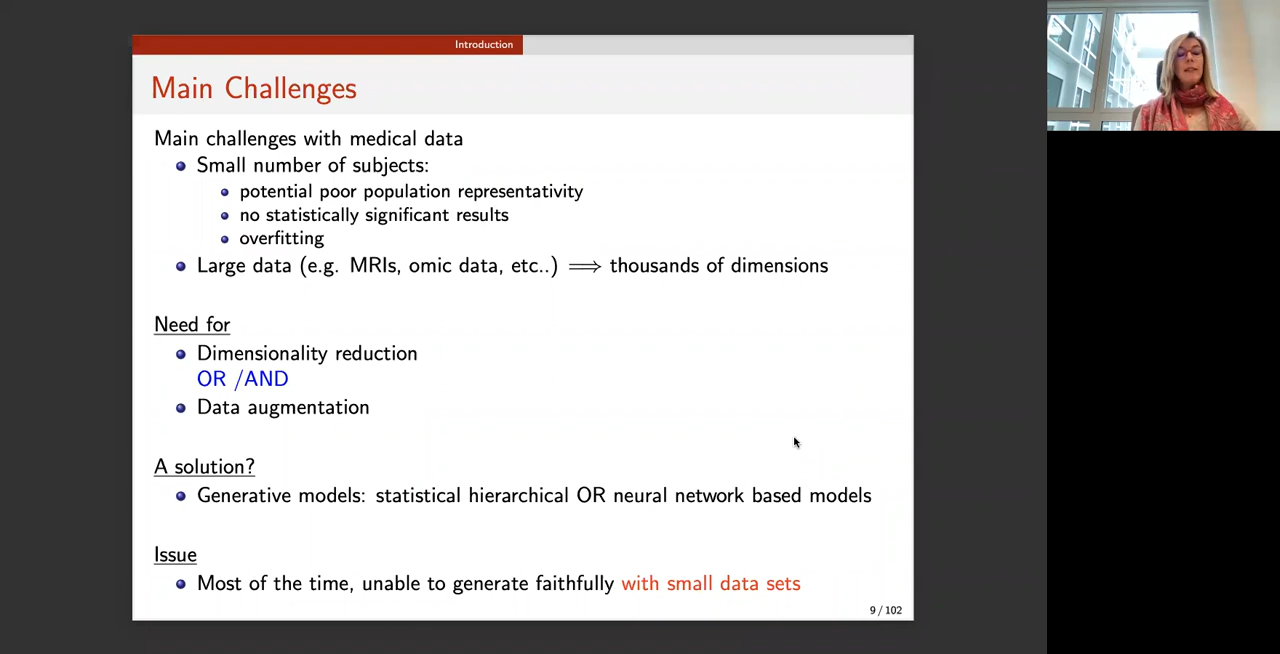 Introduction
Main Challenges
Main challenges with medical data
Small number of subjects:
potential poor population representativity
no statistically significant results
overfitting
Large data (e.g. MRIs, omic data, etc..) ⟹ thousands of dimensions
Need for
Dimensionality reduction
OR /AND
Data augmentation
A solution?
Generative models: statistical hierarchical OR neural network based models
Issue
Most of the time, unable to generate faithfully with small data sets
9 / 102